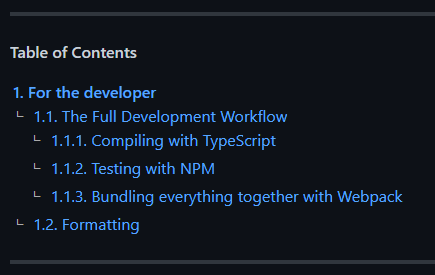 Table of Contents
1. For the developer
└ 1.1. The Full Development Workflow
└ 1.1.1. Compiling with TypeScript
└ 1.1.2. Testing with NPM
└ 1.1.3. Bundling everything together with Webpack
└ 1.2. Formatting